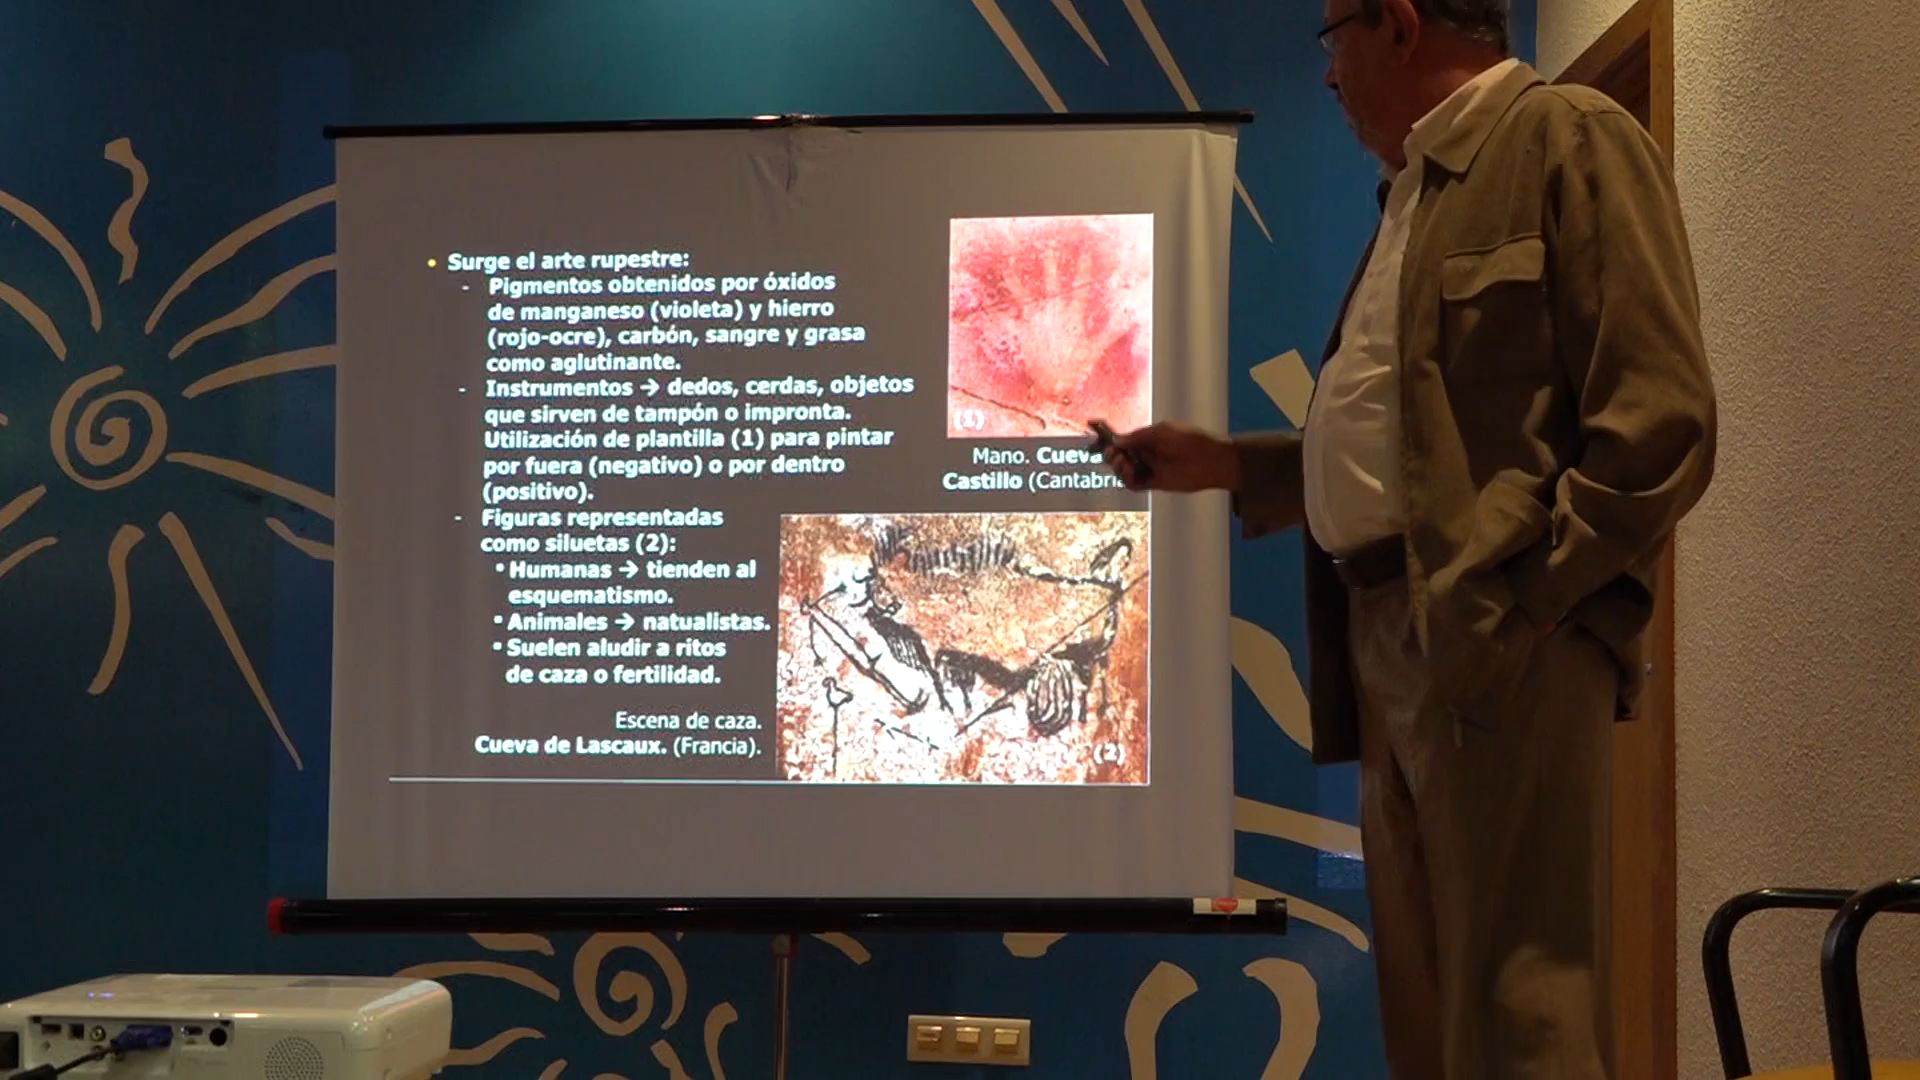 • Surge el arte rupestre:
- Pigmentos obtenidos por óxidos
de manganeso (violeta) y hierro
(rojo-ocre), carbón, sangre y grasa
como aglutinante.
- Instrumentos → dedos, cerdas, objetos
que sirven de tampón o impronta.
Utilización de plantilla (1) para pintar
por fuera (negativo) o por dentro
(positivo).
- Figuras representadas
como siluetas (2):
▪ Humanas → tienden al
esquematismo.
▪ Animales → natualistas.
▪ Suelen aludir a ritos
de caza o fertilidad.
Escena de caza.
Cueva de Lascaux. (Francia).
(1)
Mano. Cueva
Castillo (Cantabria
(2)